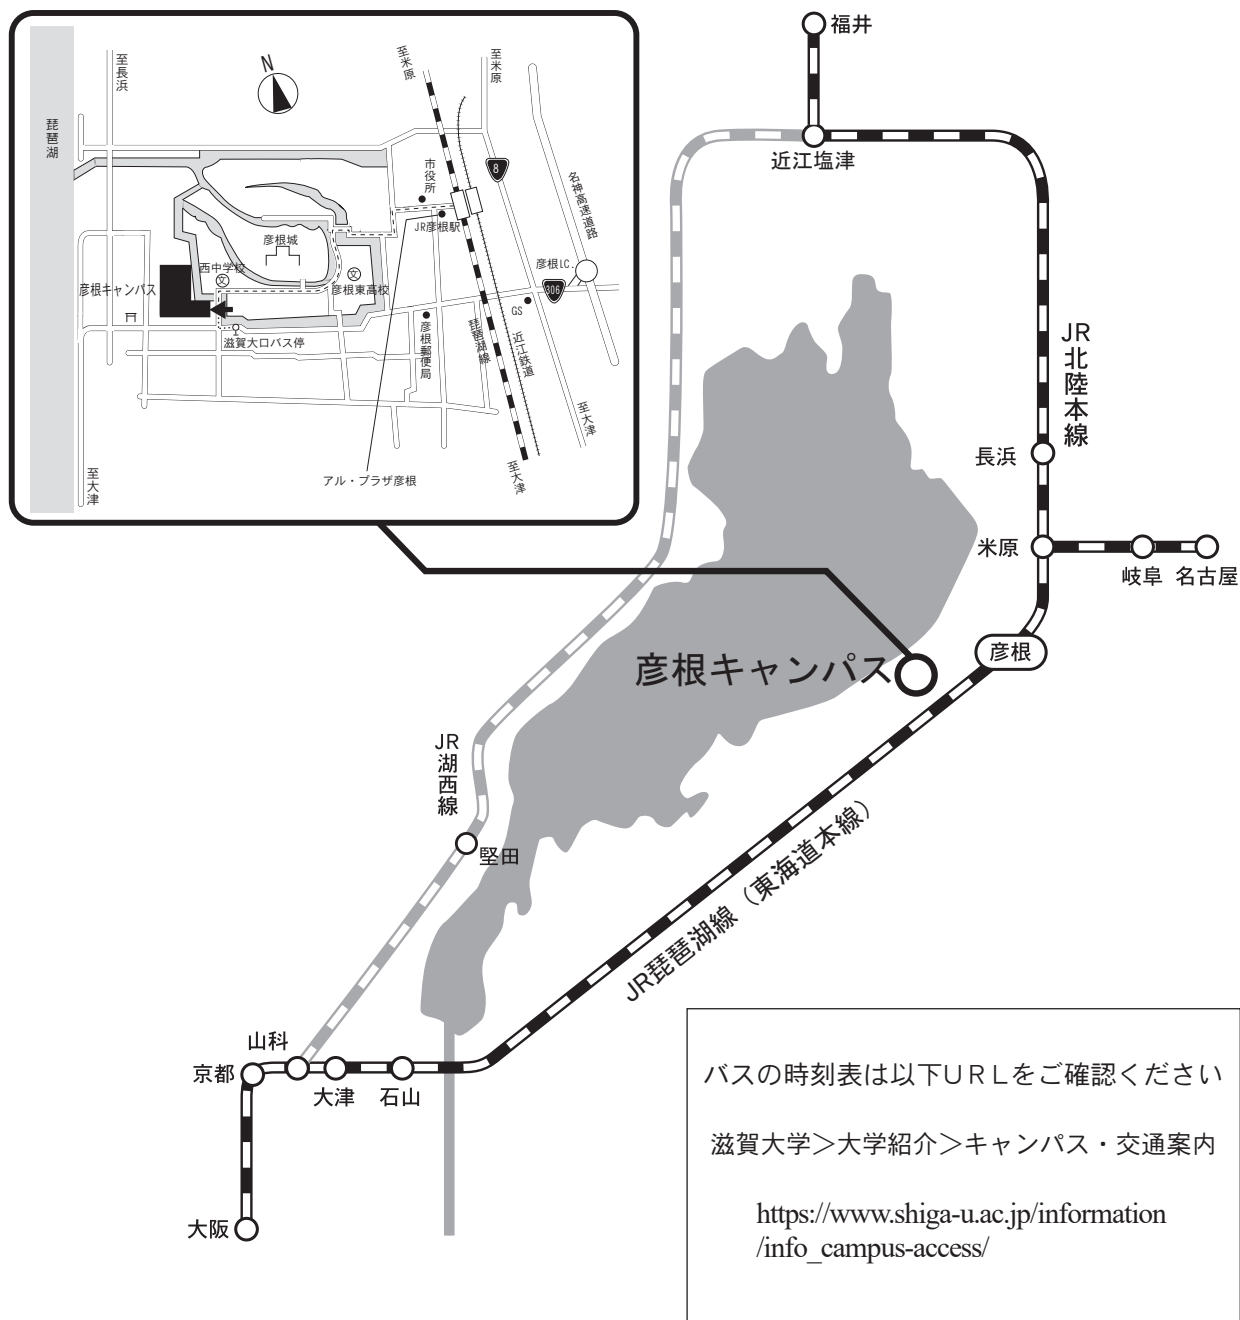 福井
近江塩津
至長浜
琵琶湖
N
至米原
至米原
8
名神高速道路
市役所
JR彦根駅
彦根城
西中学校
文
文
彦根東高校
彦根I.C.
306
彦根キャンパス
GS
滋賀大口バス停
彦根郵便局
琵琶湖線
近江鉄道
至大津
至大津
至大津
アル・プラザ彦根
JR北陸本線
長浜
米原
岐阜
名古屋
彦根
彦根キャンパス
JR湖西線
堅田
JR琵琶湖線（東海道本線）
山科
京都
大津
石山
大阪
バスの時刻表は以下ＵＲＬをご確認ください
滋賀大学＞大学紹介＞キャンパス・交通案内
https://www.shiga-u.ac.jp/information
/info_campus-access/